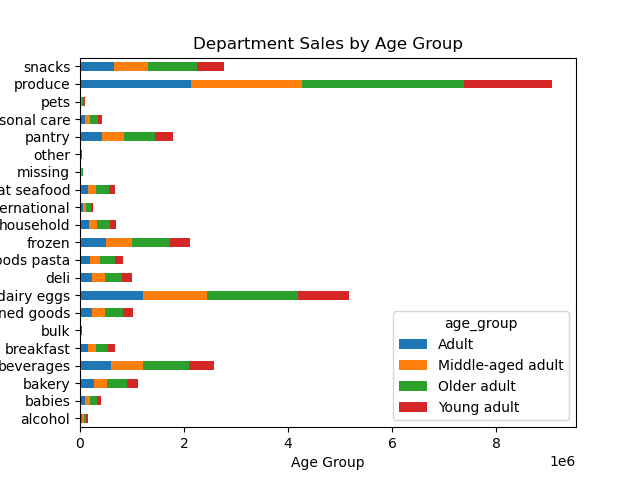 Department Sales by Age Group
snacks
produce
pets
sonal care
pantry
other
missing
at seafood
ernational
household
frozen
oods pasta
deli
dairy eggs
ned goods
bulk
breakfast
beverages
bakery
babies
alcohol
age_group
Adult
Middle-aged adult
Older adult
Young adult
0 2 4 6 8
1e6
Age Group